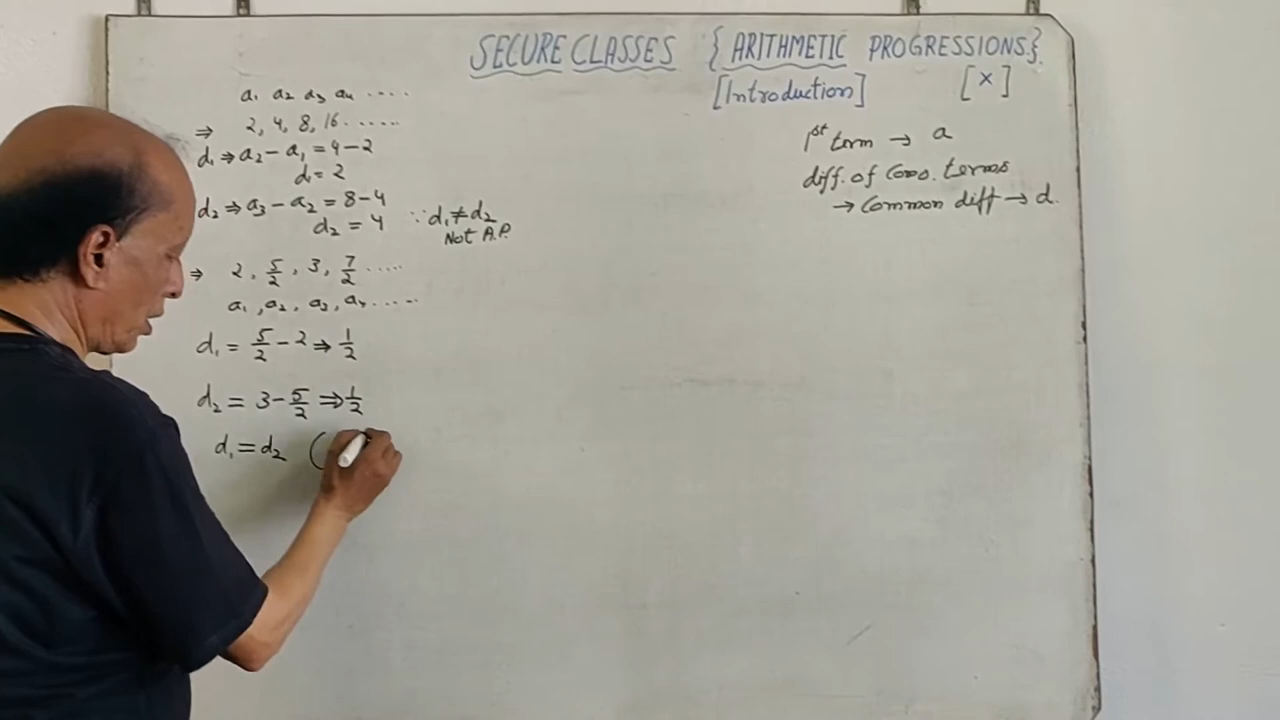 SECURE CLASSES { ARITHMETIC PROGRESSIONS.}
[Introduction] [x]
1st term → a
diff. of Cons. terms
→ Common diff → d.
a₁ a₂ a₃ a₄ ....
⇒ 2, 4, 8, 16 ......
d₁ ⇒ a₂ - a₁ = 4 - 2
d₁ = 2
d₂ ⇒ a₃ - a₂ = 8 - 4
d₂ = 4 ∵ d₁ ≠ d₂
Not A.P.
⇒ 2, 5/2, 3, 7/2 .....
a₁, a₂, a₃, a₄ .....
d₁ = 5/2 - 2 ⇒ 1/2
d₂ = 3 - 5/2 ⇒ 1/2
d₁ = d₂ (